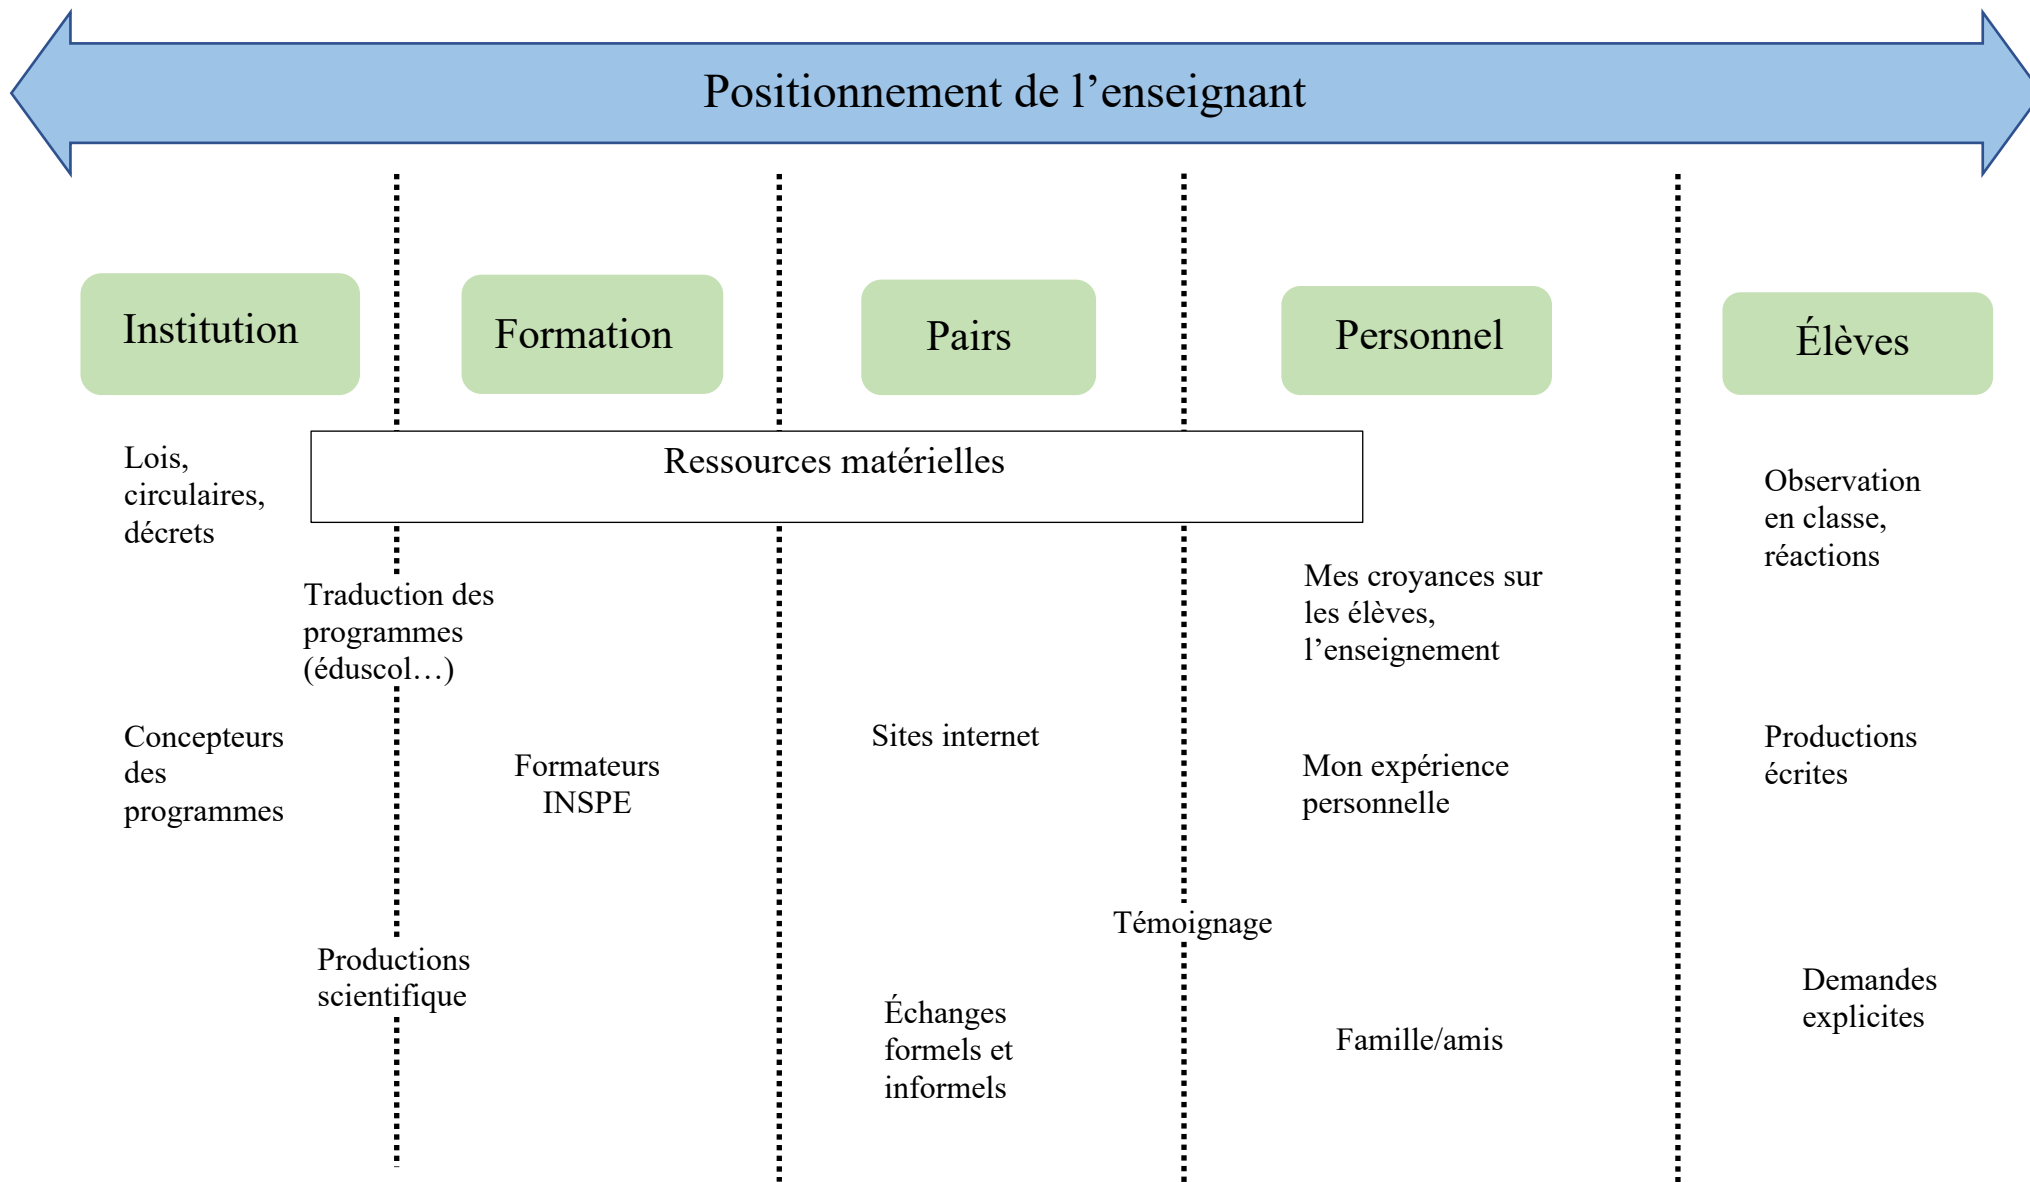 Positionnement de l’enseignant
Institution
Formation
Pairs
Personnel
Élèves
Ressources matérielles
Lois,
circulaires,
décrets
Traduction des
programmes
(éduscol…)
Concepteurs
des
programmes
Productions
scientifique
Formateurs
INSPE
Sites internet
Échanges
formels et
informels
Témoignage
Mes croyances sur
les élèves,
l’enseignement
Mon expérience
personnelle
Famille/amis
Observation
en classe,
réactions
Productions
écrites
Demandes
explicites